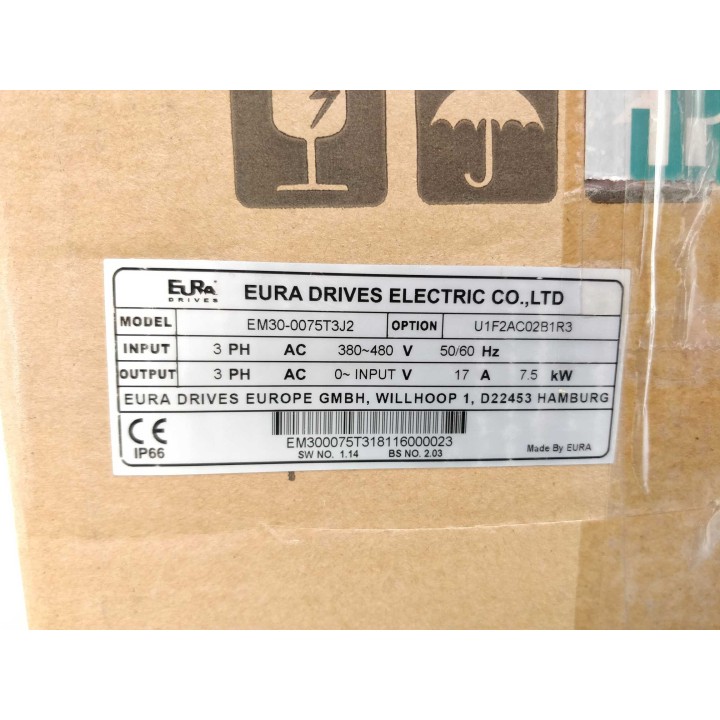 EURA DRIVES
EURA DRIVES ELECTRIC CO.,LTD
MODEL EM30-0075T3J2 OPTION U1F2AC02B1R3
INPUT 3 PH AC 380~480 V 50/60 Hz
OUTPUT 3 PH AC 0~ INPUT V 17 A 7.5 kW
EURA DRIVES EUROPE GMBH, WILLHOOP 1, D22453 HAMBURG
CE
IP66
EM300075T318116000023
SW NO. 1.14 BS NO. 2.03
Made By EURA